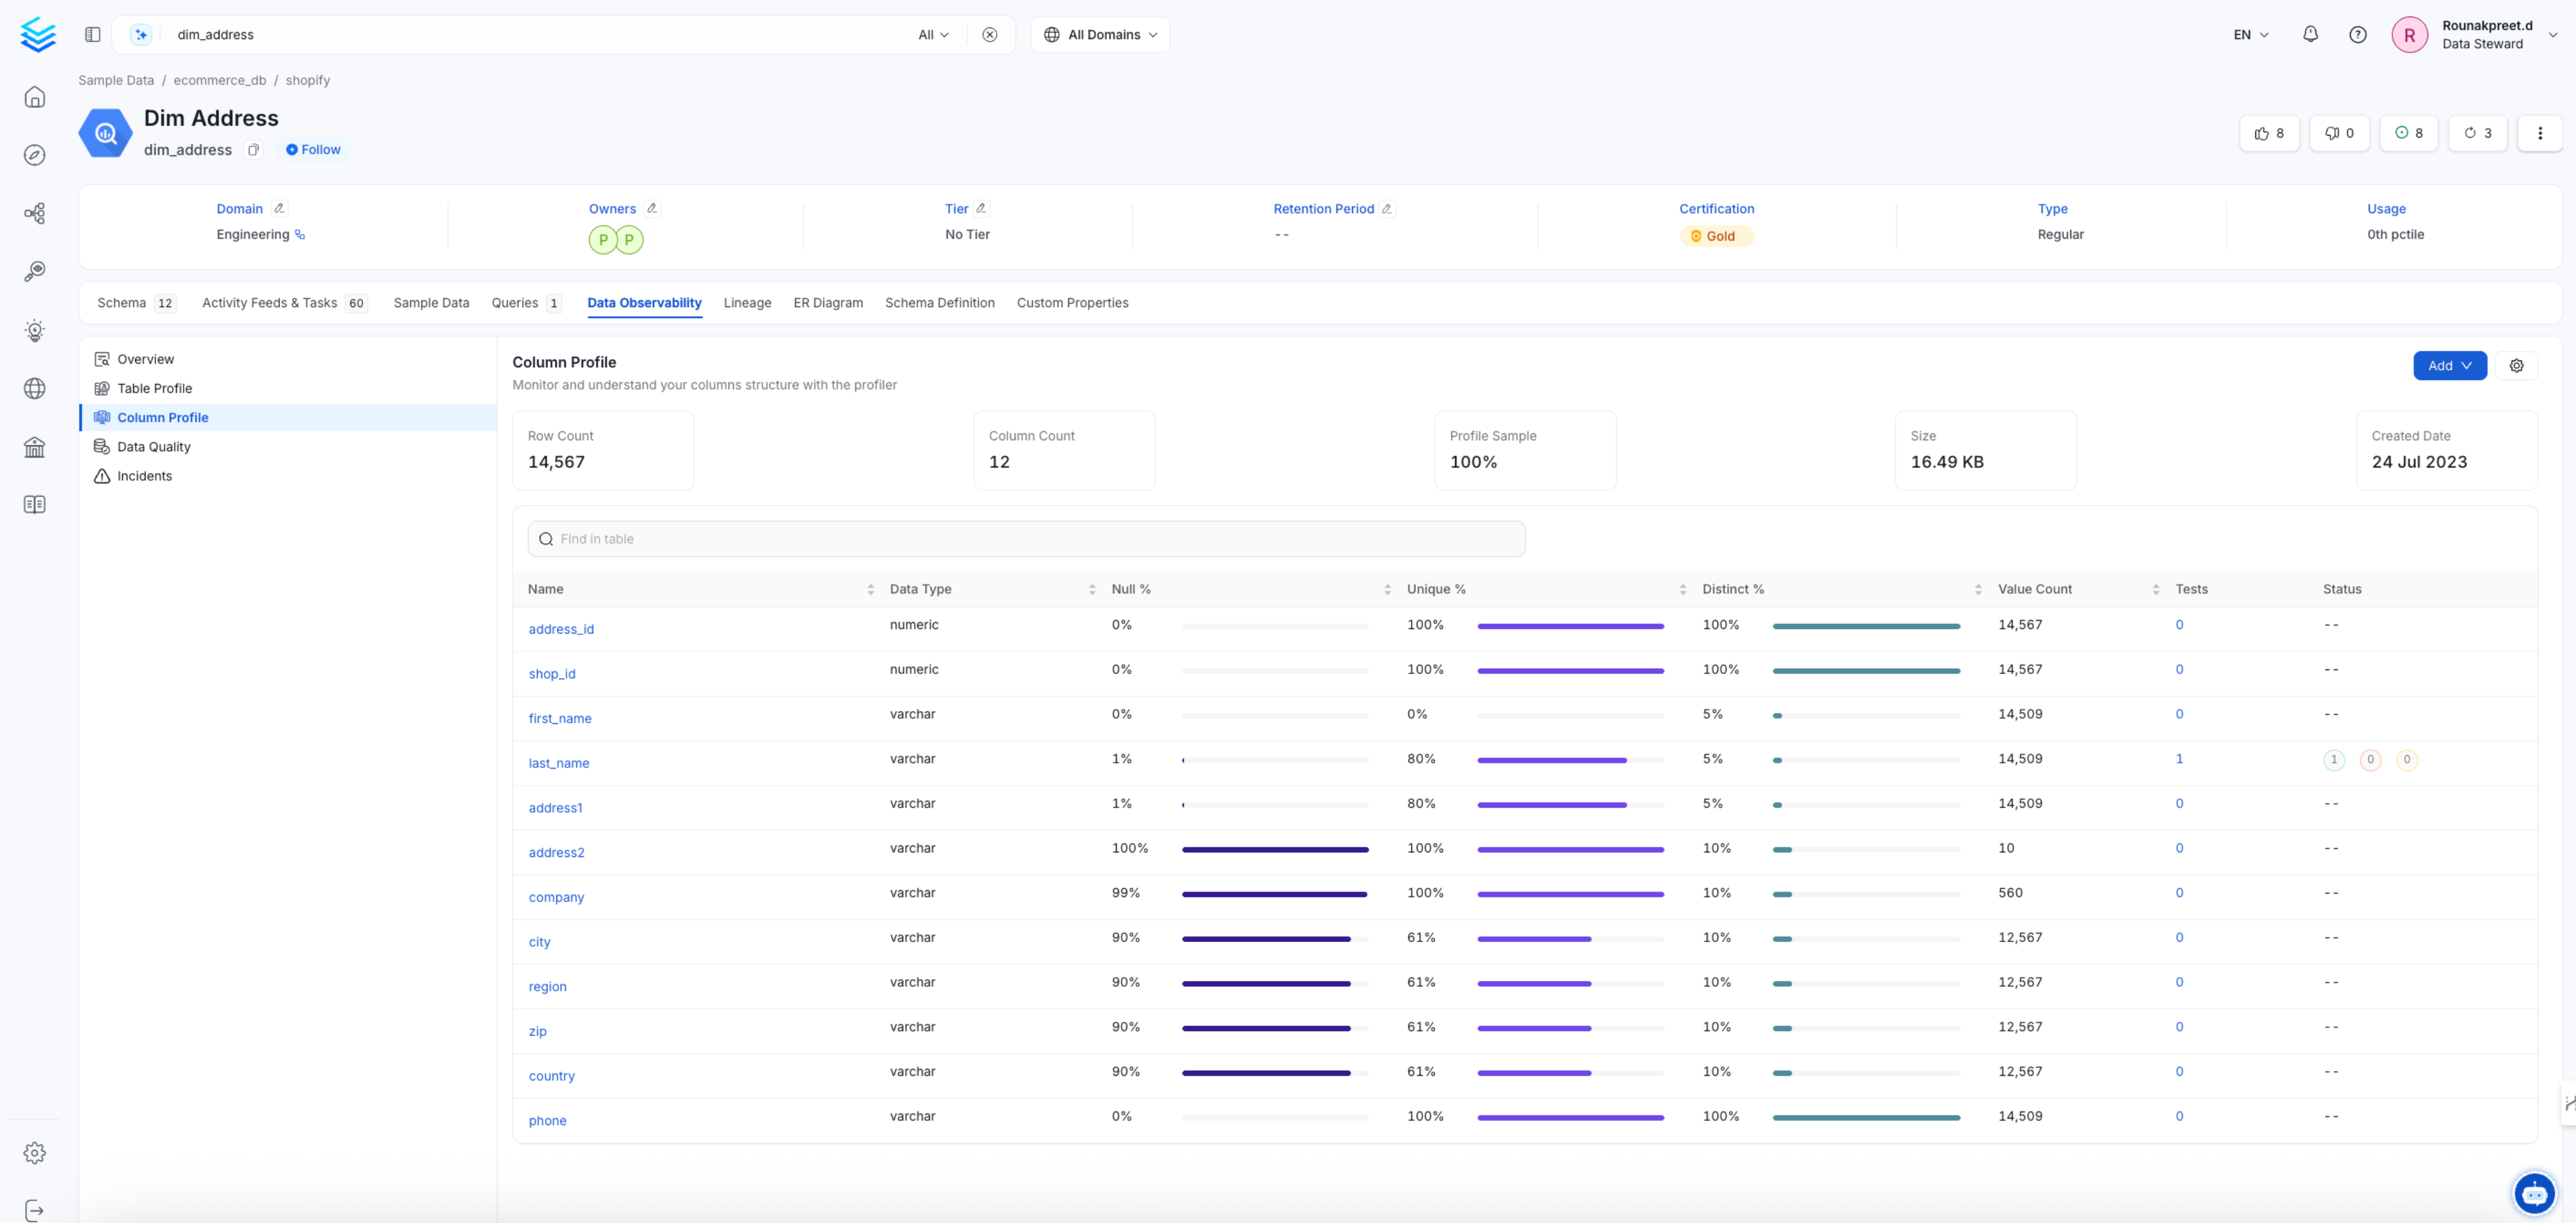 dim_address All All Domains EN Rounakpreet.d
Data Steward
R
Sample Data / ecommerce_db / shopify
Dim Address
dim_address Follow
8 0 8 3
Domain Owners Tier Retention Period Certification Type Usage
Engineering P P No Tier -- Gold Regular 0th pctile
Schema 12 Activity Feeds & Tasks 60 Sample Data Queries 1 Data Observability Lineage ER Diagram Schema Definition Custom Properties
Overview
Table Profile
Column Profile
Data Quality
Incidents
Column Profile
Monitor and understand your columns structure with the profiler
Add
Row Count Column Count Profile Sample Size Created Date
14,567 12 100% 16.49 KB 24 Jul 2023
Find in table
Name Data Type Null % Unique % Distinct % Value Count Tests Status
address_id numeric 0% 100% 100% 14,567 0 --
shop_id numeric 0% 100% 100% 14,567 0 --
first_name varchar 0% 0% 5% 14,509 0 --
last_name varchar 1% 80% 5% 14,509 1 1 0 0
address1 varchar 1% 80% 5% 14,509 0 --
address2 varchar 100% 100% 10% 10 0 --
company varchar 99% 100% 10% 560 0 --
city varchar 90% 61% 10% 12,567 0 --
region varchar 90% 61% 10% 12,567 0 --
zip varchar 90% 61% 10% 12,567 0 --
country varchar 90% 61% 10% 12,567 0 --
phone varchar 0% 100% 100% 14,509 0 --